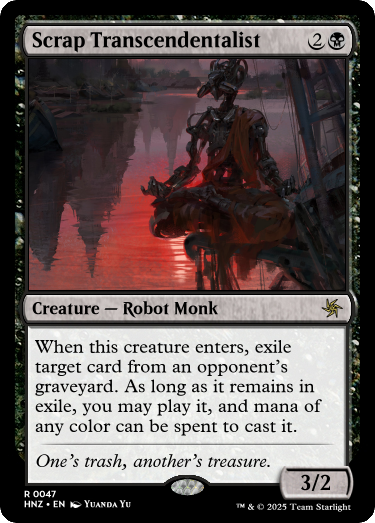 Scrap Transcendentalist 2
Creature — Robot Monk
When this creature enters, exile
target card from an opponent's
graveyard. As long as it remains in
exile, you may play it, and mana of
any color can be spent to cast it.
One's trash, another's treasure.
3/2
R 0047
HNZ • EN Yuanda Yu
™ & © 2025 Team Starlight